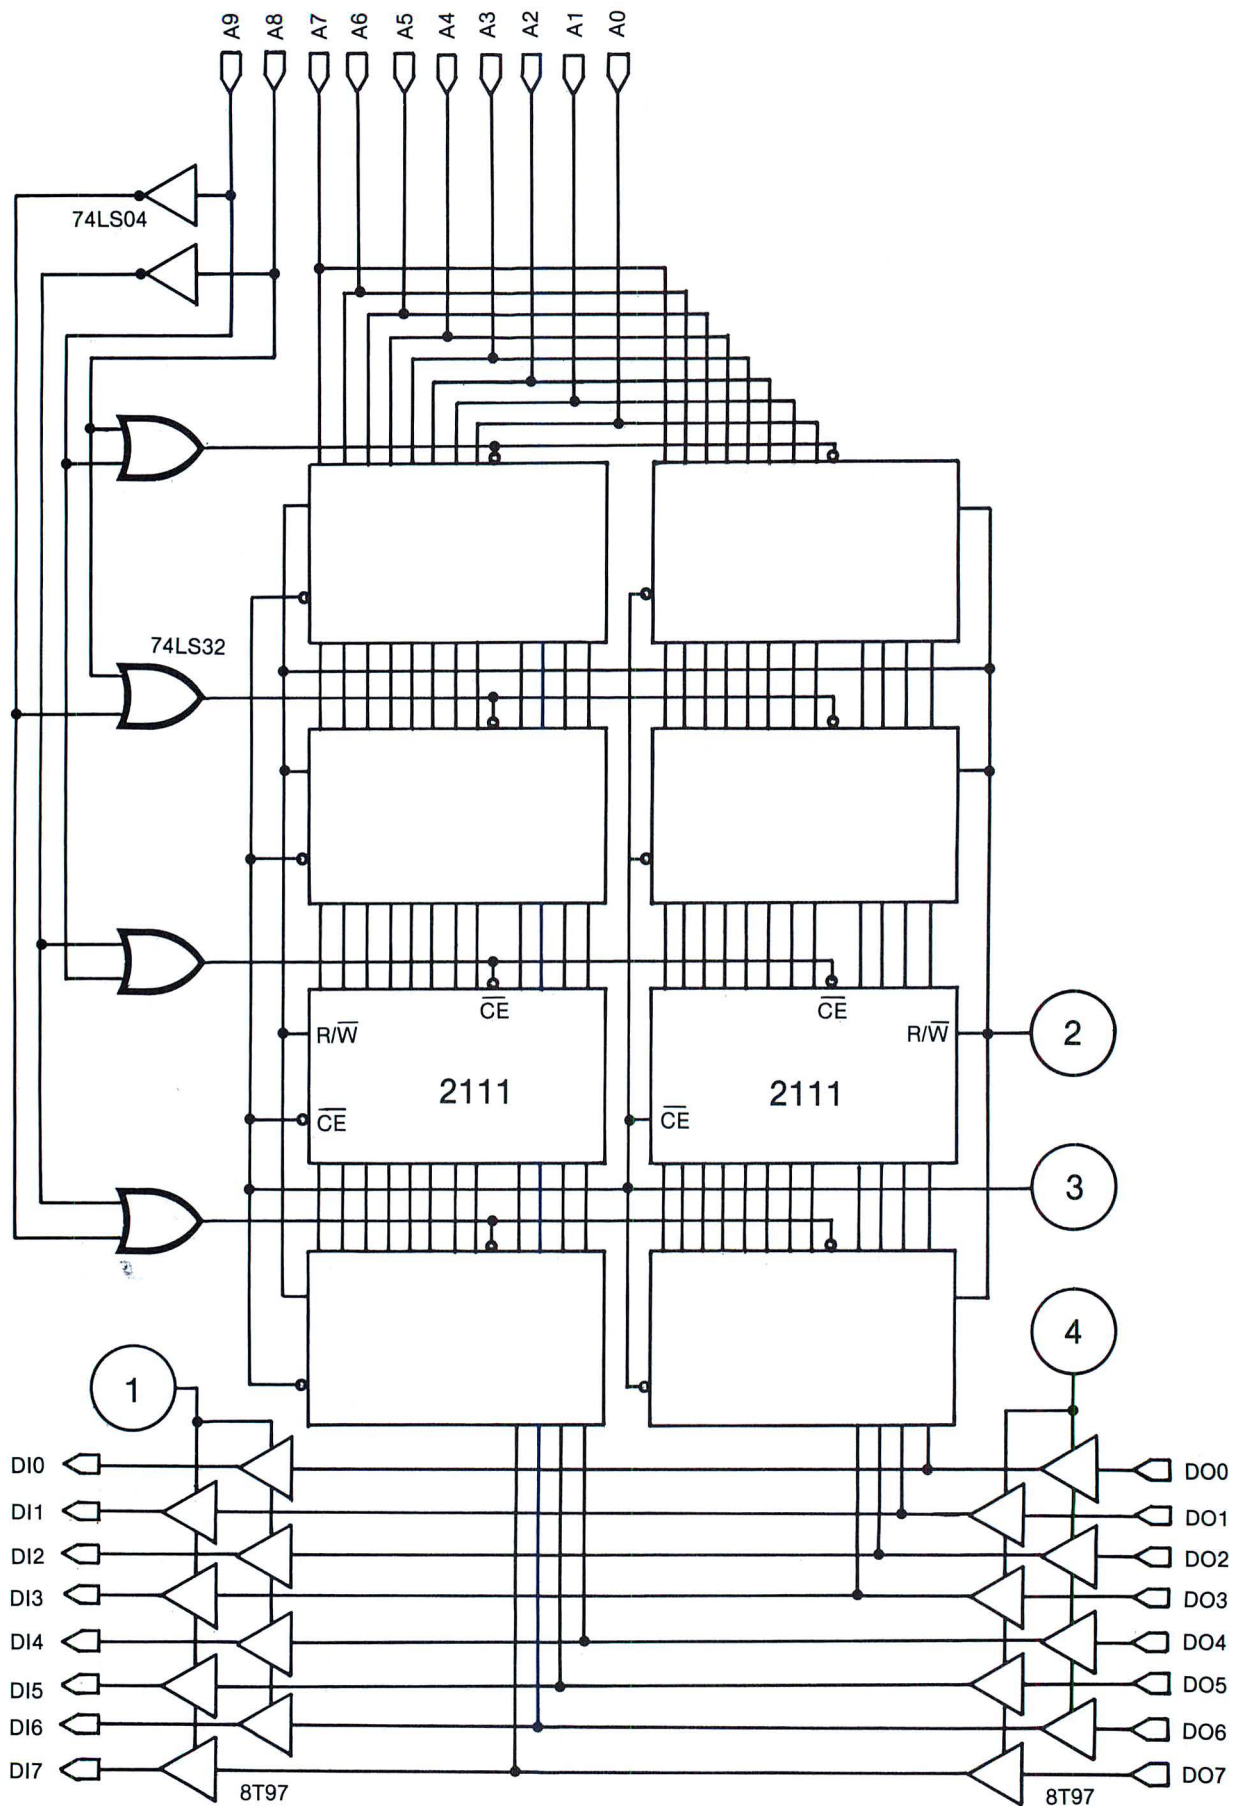 A9 A8 A7 A6 A5 A4 A3 A2 A1 A0
74LS04
74LS32
CE CE
R/W R/W 2
2111 2111
CE CE
3
4
1
DI0 DO0
DI1 DO1
DI2 DO2
DI3 DO3
DI4 DO4
DI5 DO5
DI6 DO6
DI7 DO7
8T97 8T97